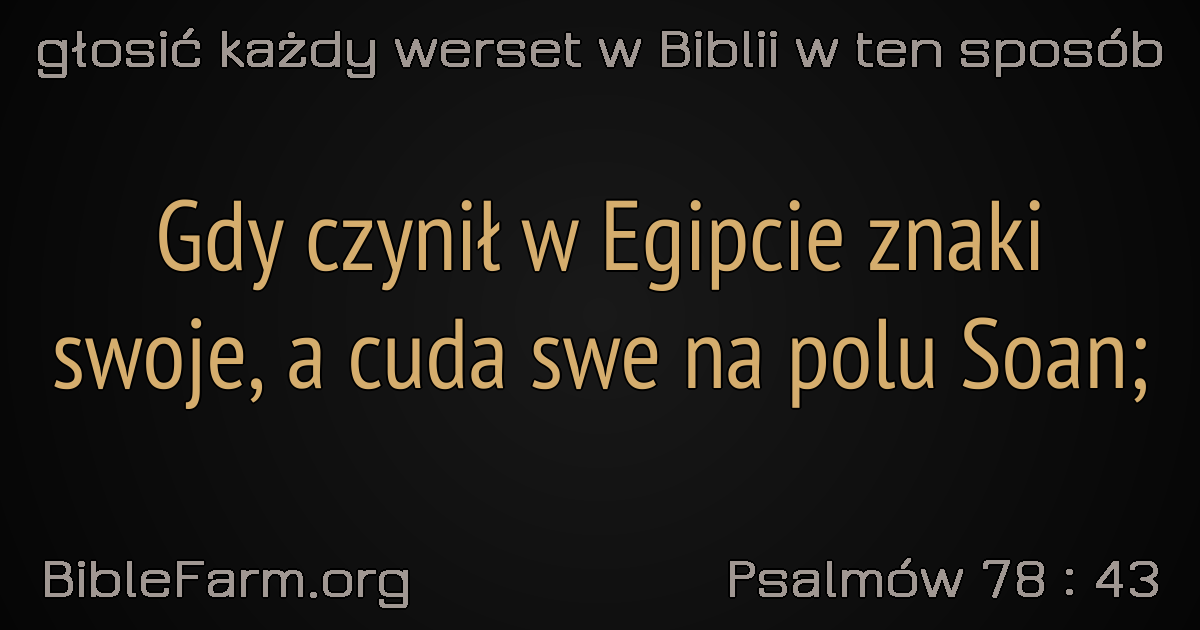 głosić każdy werset w Biblii w ten sposób
Gdy czynił w Egipcie znaki
swoje, a cuda swe na polu Soan;
BibleFarm.org
Psalmów 78 : 43